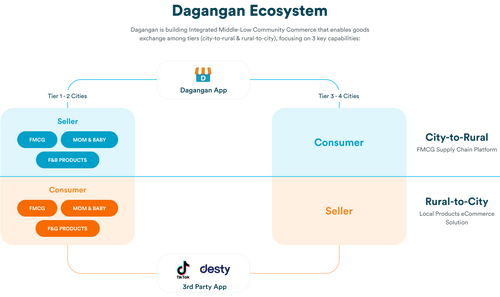 Dagangan Ecosystem
Dagangan is building Integrated Middle-Low Community Commerce that enables goods
exchange among tiers (city-to-rural & rural-to-city), focusing on 3 key capabilities:
D
Dagangan App
Tier 1 - 2 Cities
Tier 3 - 4 Cities
Seller
FMCG
MOM & BABY
F&B PRODUCTS
Consumer
City-to-Rural
FMCG Supply Chain Platform
Consumer
FMCG
MOM & BABY
F&G PRODUCTS
Seller
Rural-to-City
Local Products eCommerce
Solution
TikTok
desty
3rd Party App